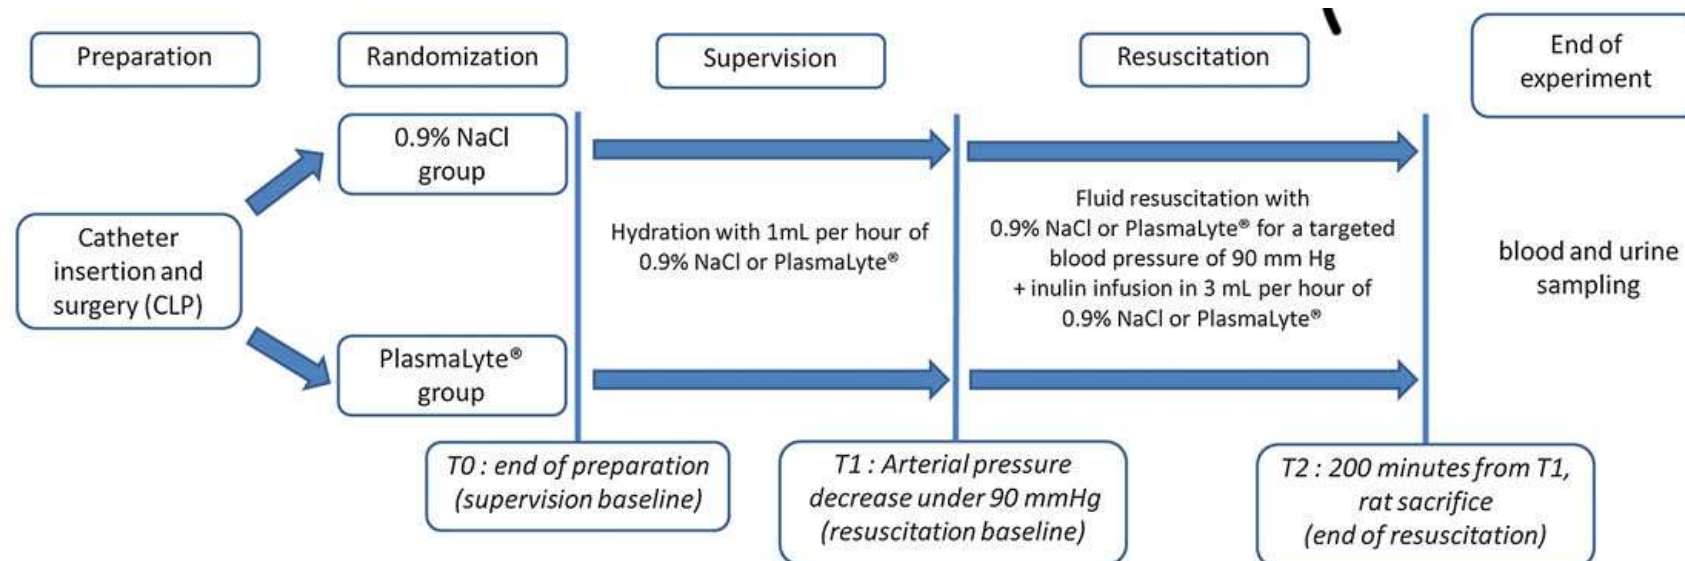 Preparation
Randomization
Supervision
Resuscitation
End of
experiment
0.9% NaCl
group
Catheter
insertion and
surgery (CLP)
PlasmaLyte®
group
Hydration with 1mL per hour of
0.9% NaCl or PlasmaLyte®
Fluid resuscitation with
0.9% NaCl or PlasmaLyte® for a targeted
blood pressure of 90 mm Hg
+ inulin infusion in 3 mL per hour of
0.9% NaCl or PlasmaLyte®
blood and urine
sampling
T0 : end of preparation
(supervision baseline)
T1 : Arterial pressure
decrease under 90 mmHg
(resuscitation baseline)
T2 : 200 minutes from T1,
rat sacrifice
(end of resuscitation)